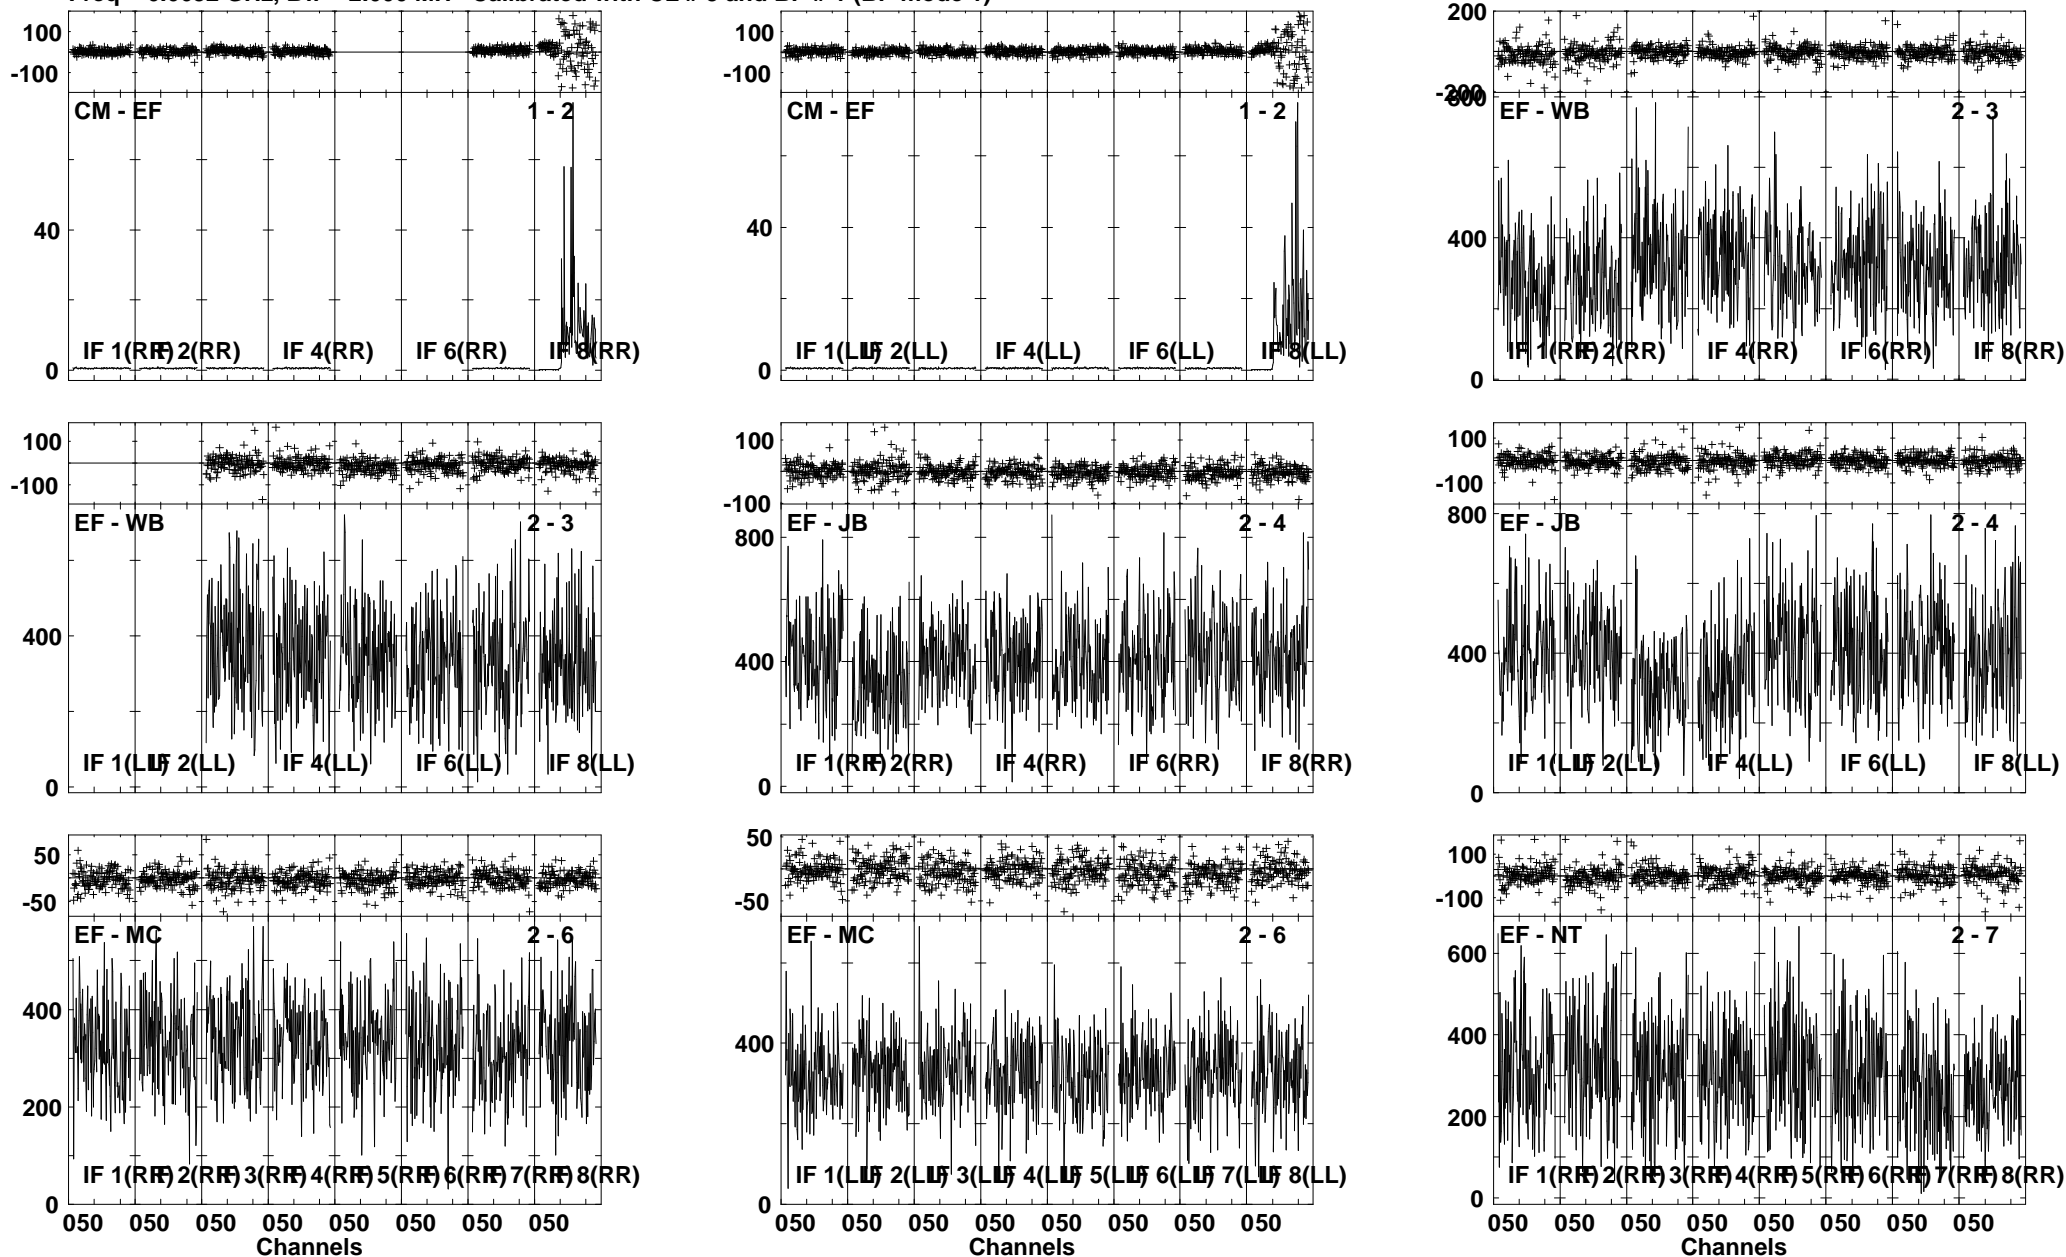 100
-100
CM - EF 1 - 2
40
0
IF 1(RR) IF 2(RR) IF 4(RR) IF 6(RR) IF 8(RR)
100
-100
CM - EF 1 - 2
40
0
IF 1(LL) IF 2(LL) IF 4(LL) IF 6(LL) IF 8(LL)
200
-200
800
EF - WB 2 - 3
400
0
IF 1(RR) IF 2(RR) IF 4(RR) IF 6(RR) IF 8(RR)
100
-100
EF - WB 2 - 3
400
0
IF 1(LL) IF 2(LL) IF 4(LL) IF 6(LL) IF 8(LL)
100
-100
EF - JB 2 - 4
800
400
0
IF 1(RR) IF 2(RR) IF 4(RR) IF 6(RR) IF 8(RR)
100
-100
800
EF - JB 2 - 4
400
0
IF 1(LL) IF 2(LL) IF 4(LL) IF 6(LL) IF 8(LL)
50
-50
EF - MC 2 - 6
400
200
0
IF 1(RR) IF 2(RR) IF 3(RR) IF 4(RR) IF 5(RR) IF 6(RR) IF 7(RR) IF 8(RR)
050 050 050 050 050 050 050 050
Channels
50
-50
EF - MC 2 - 6
400
0
IF 1(LL) IF 2(LL) IF 3(LL) IF 4(LL) IF 5(LL) IF 6(LL) IF 7(LL) IF 8(LL)
050 050 050 050 050 050 050 050
Channels
100
-100
EF - NT 2 - 7
600
400
200
0
IF 1(RR) IF 2(RR) IF 3(RR) IF 4(RR) IF 5(RR) IF 6(RR) IF 7(RR) IF 8(RR)
050 050 050 050 050 050 050 050
Channels